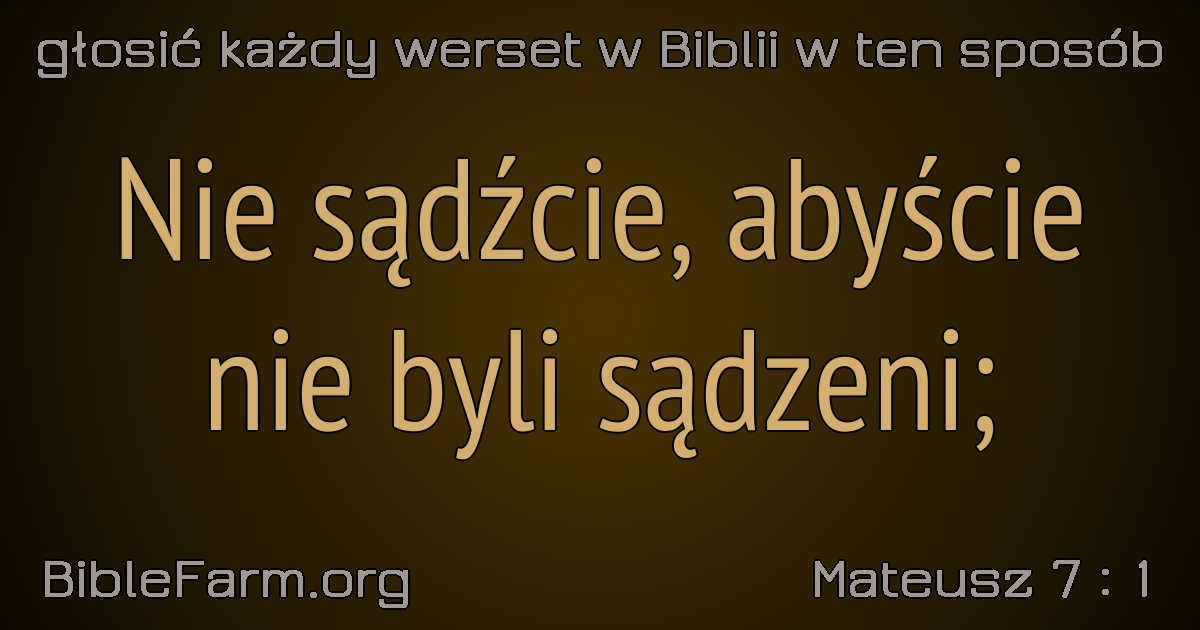 głosić każdy werset w Biblii w ten sposób
Nie sądźcie, abyście
nie byli sądzeni;
BibleFarm.org
Mateusz 7 : 1